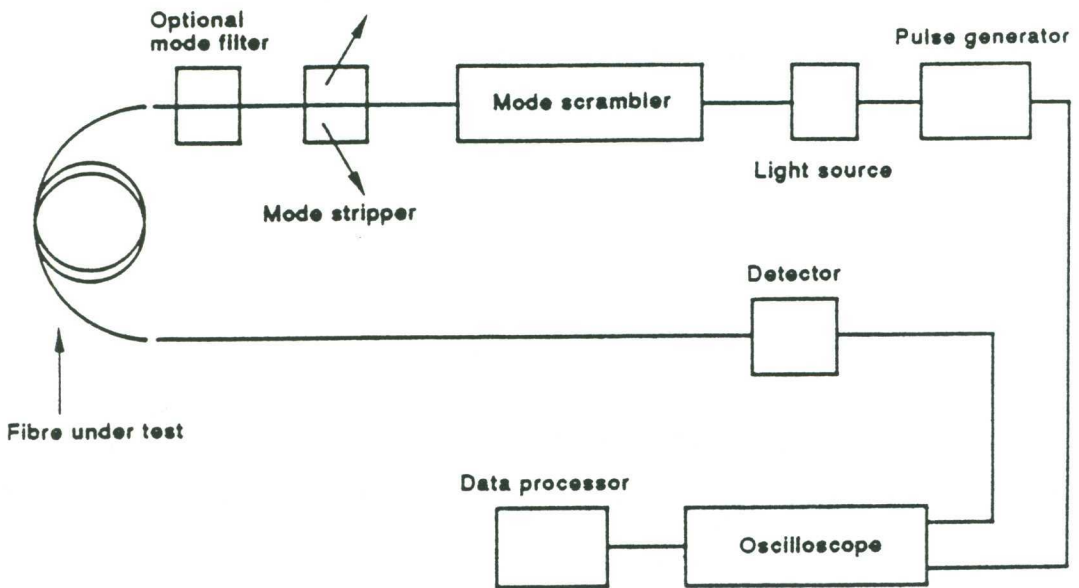 Optional
mode filter
Pulse generator
Mode scrambler
Light source
Mode stripper
Detector
Fibre under test
Data processor
Oscilloscope